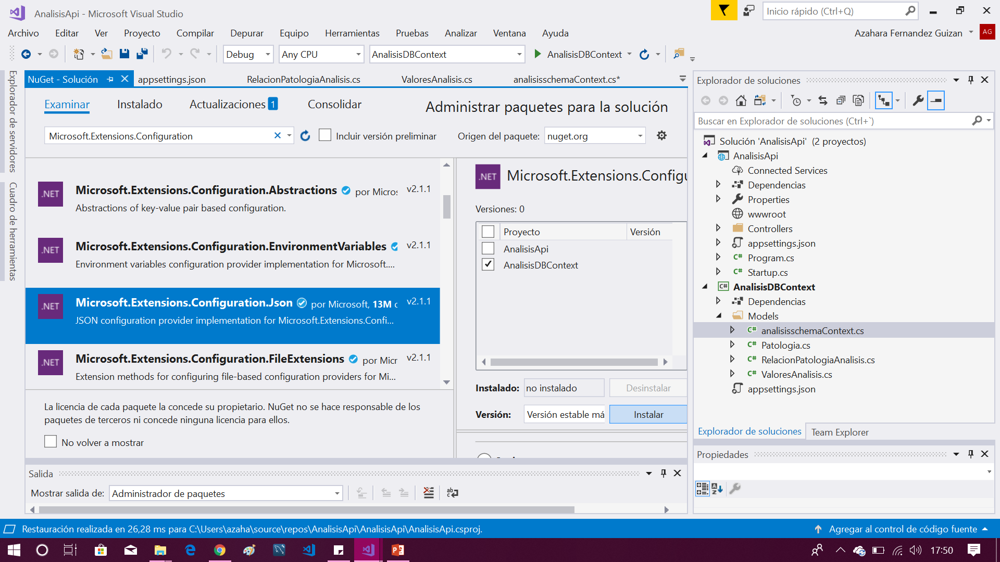 AnalisisApi - Microsoft Visual Studio
Inicio rápido (Ctrl+Q)
Archivo Editar Ver Proyecto Compilar Depurar Equipo Herramientas Pruebas Analizar Ventana Ayuda
Azahara Fernandez Guizan AG
Debug Any CPU AnalisisDBContext AnalisisDBContext
Explorador de servidores
Cuadro de herramientas
NuGet - Solución appsettings.json RelacionPatologiaAnalisis.cs ValoresAnalisis.cs analisisschemaContext.cs*
Examinar Instalado Actualizaciones 1 Consolidar
Administrar paquetes para la solución
Microsoft.Extensions.Configuration
Incluir versión preliminar
Origen del paquete: nuget.org
.NET
Microsoft.Extensions.Configuration.Abstractions por Micros v2.1.1
Abstractions of key-value pair based configuration.
.NET
Microsoft.Extensions.Configuration.EnvironmentVariables v2.1.1
Environment variables configuration provider implementation for Microsoft....
.NET
Microsoft.Extensions.Configuration.Json por Microsoft, 13M v2.1.1
JSON configuration provider implementation for Microsoft.Extensions.Confi...
.NET
Microsoft.Extensions.Configuration.FileExtensions por Micr v2.1.1
Extension methods for configuring file-based configuration providers for Mi...
La licencia de cada paquete la concede su propietario. NuGet no se hace responsable de los
paquetes de terceros ni concede ninguna licencia para ellos.
No volver a mostrar
.NET
Microsoft.Extensions.Config
Versiones: 0
Proyecto Versión
AnalisisApi
AnalisisDBContext
Instalado: no instalado Desinstalar
Versión: Versión estable má Instalar
Salida
Mostrar salida de: Administrador de paquetes
Explorador de soluciones
Buscar en Explorador de soluciones (Ctrl+`)
Solución 'AnalisisApi' (2 proyectos)
AnalisisApi
Connected Services
Dependencias
Properties
wwwroot
Controllers
appsettings.json
C# Program.cs
C# Startup.cs
C# AnalisisDBContext
Dependencias
Models
C# analisisschemaContext.cs
C# Patologia.cs
C# RelacionPatologiaAnalisis.cs
C# ValoresAnalisis.cs
appsettings.json
Explorador de soluciones Team Explorer
Propiedades
Restauración realizada en 26,28 ms para C:\Users\azaha\source\repos\AnalisisApi\AnalisisApi\AnalisisApi.csproj.
Agregar al control de código fuente
17:50